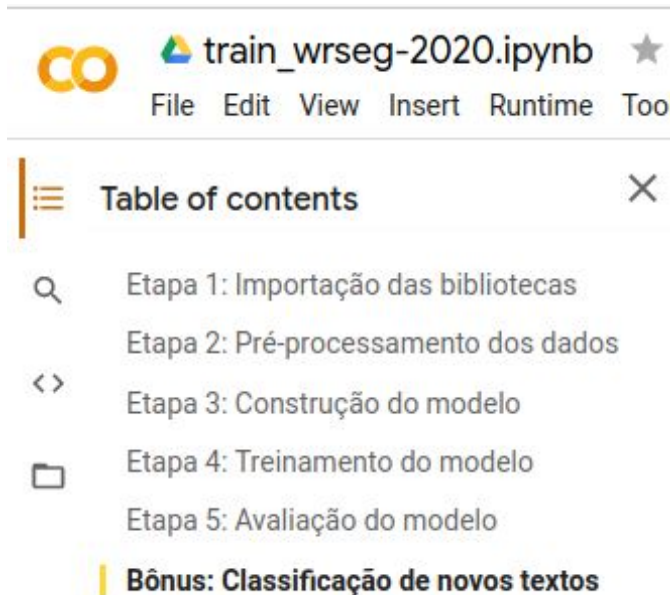 train_wrseg-2020.ipynb
File Edit View Insert Runtime Too
Table of contents
Etapa 1: Importação das bibliotecas
Etapa 2: Pré-processamento dos dados
Etapa 3: Construção do modelo
Etapa 4: Treinamento do modelo
Etapa 5: Avaliação do modelo
Bônus: Classificação de novos textos